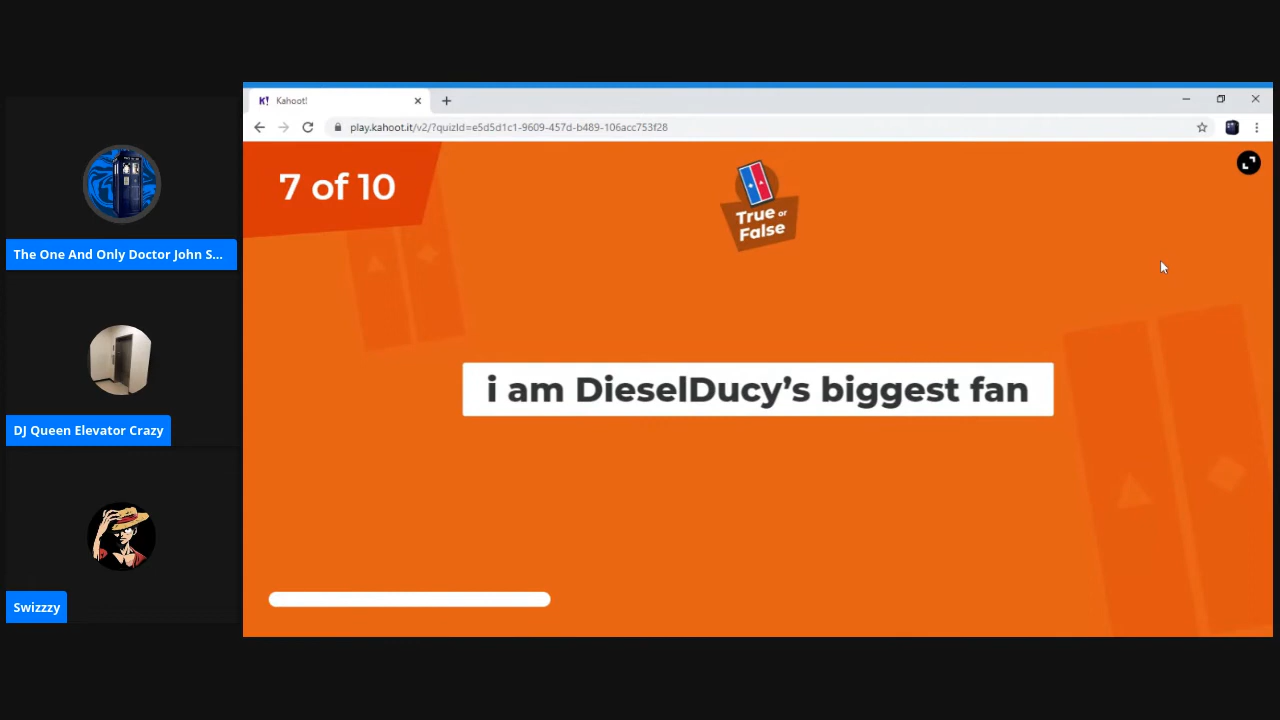 K! Kahoot!
play.kahoot.it/v2/?quizId=e5d5d1c1-9609-457d-b489-106acc753f28
7 of 10
True or
False
i am DieselDucy’s biggest fan
The One And Only Doctor John S...
DJ Queen Elevator Crazy
Swizzzy